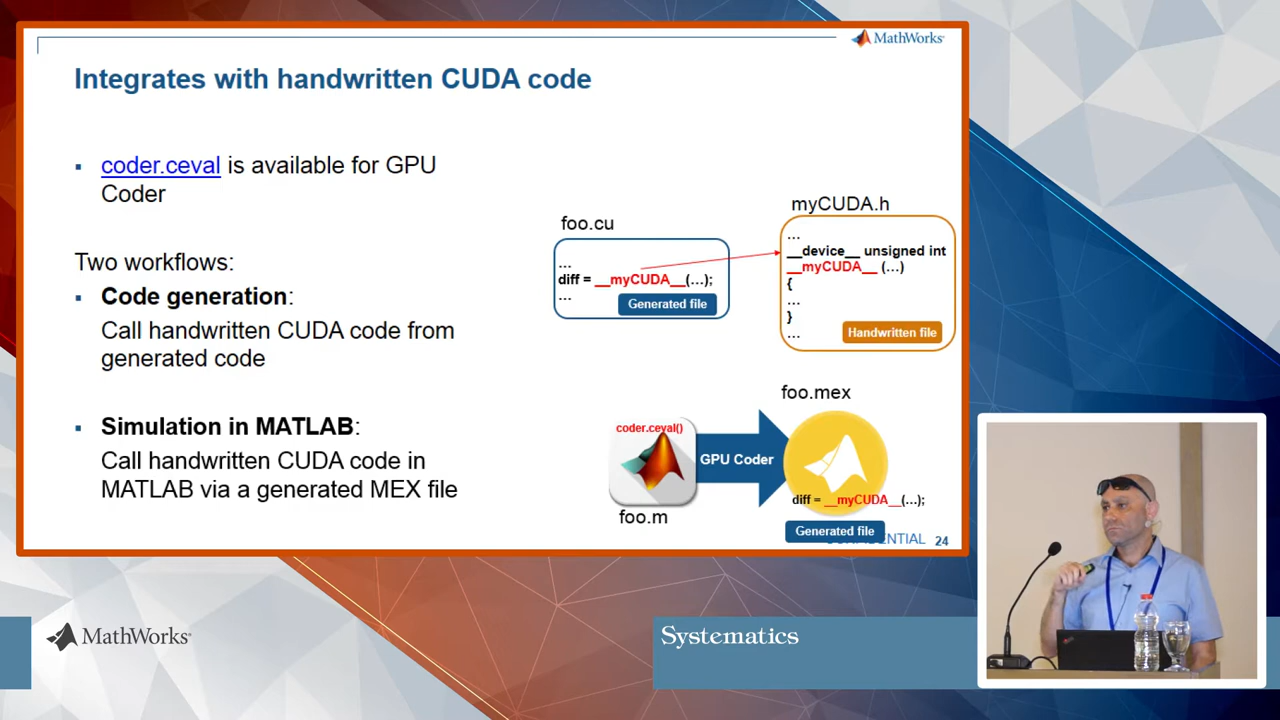 MathWorks
Integrates with handwritten CUDA code
▪ coder.ceval is available for GPU
Coder
Two workflows:
▪ Code generation:
Call handwritten CUDA code from
generated code
▪ Simulation in MATLAB:
Call handwritten CUDA code in
MATLAB via a generated MEX file
foo.cu
...
diff = __myCUDA__(...);
...
Generated file
myCUDA.h
...
__device__ unsigned int
__myCUDA__ (...)
{
...
}
...
Handwritten file
foo.mex
coder.ceval()
GPU Coder
diff = __myCUDA__(...);
foo.m
Generated file
24
MathWorks
Systematics